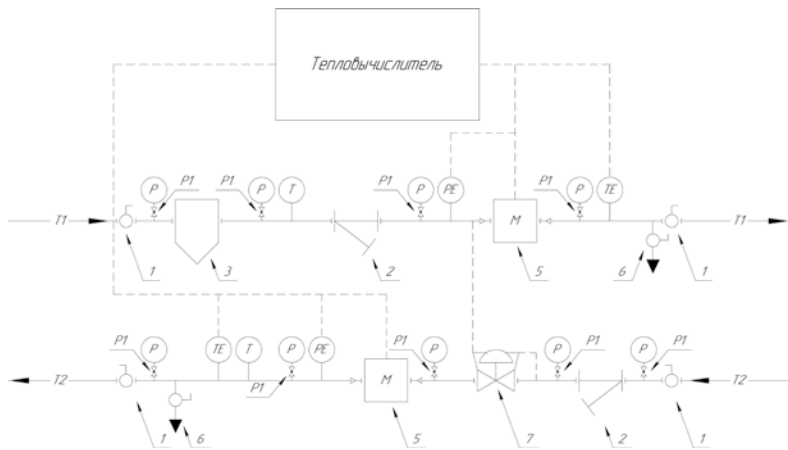 Тепловычислитель
P P1 P1 P T P1 P PE P1 P TE
T1 M T1
1 3 2 5 6 1
P1 P TE T P PE P1 P P P1 P P1
P1
T2 M T2
1 6 5 7 2 1